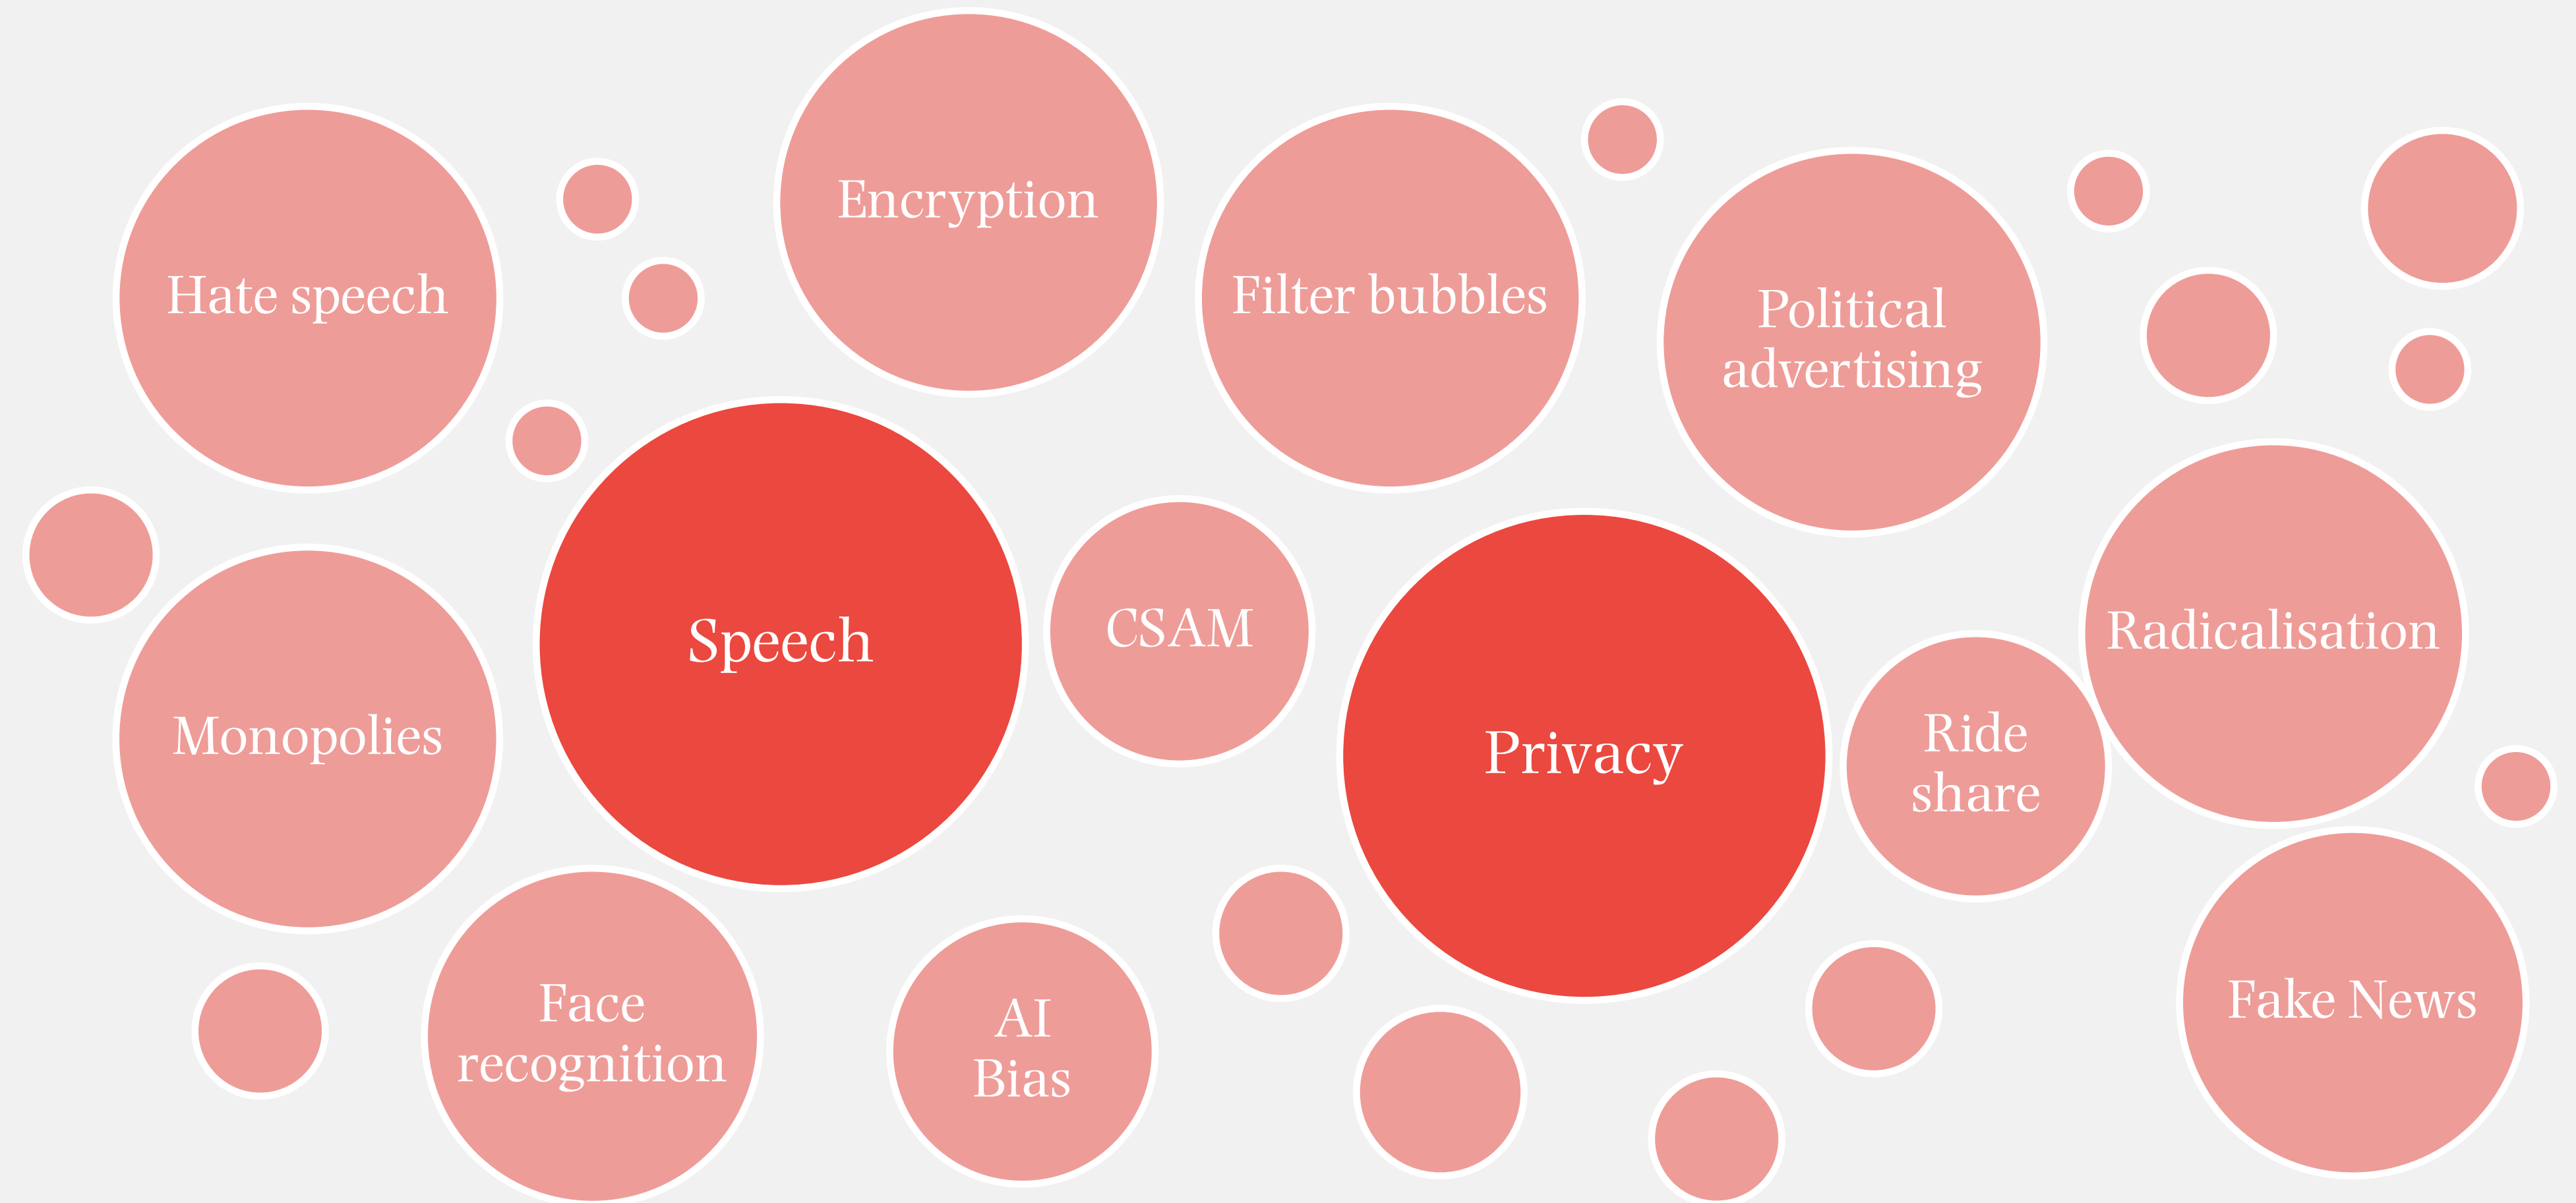 Encryption
Hate speech
Filter bubbles
Political
advertising
Speech
CSAM
Radicalisation
Monopolies
Privacy
Ride
share
Face
recognition
AI
Bias
Fake News